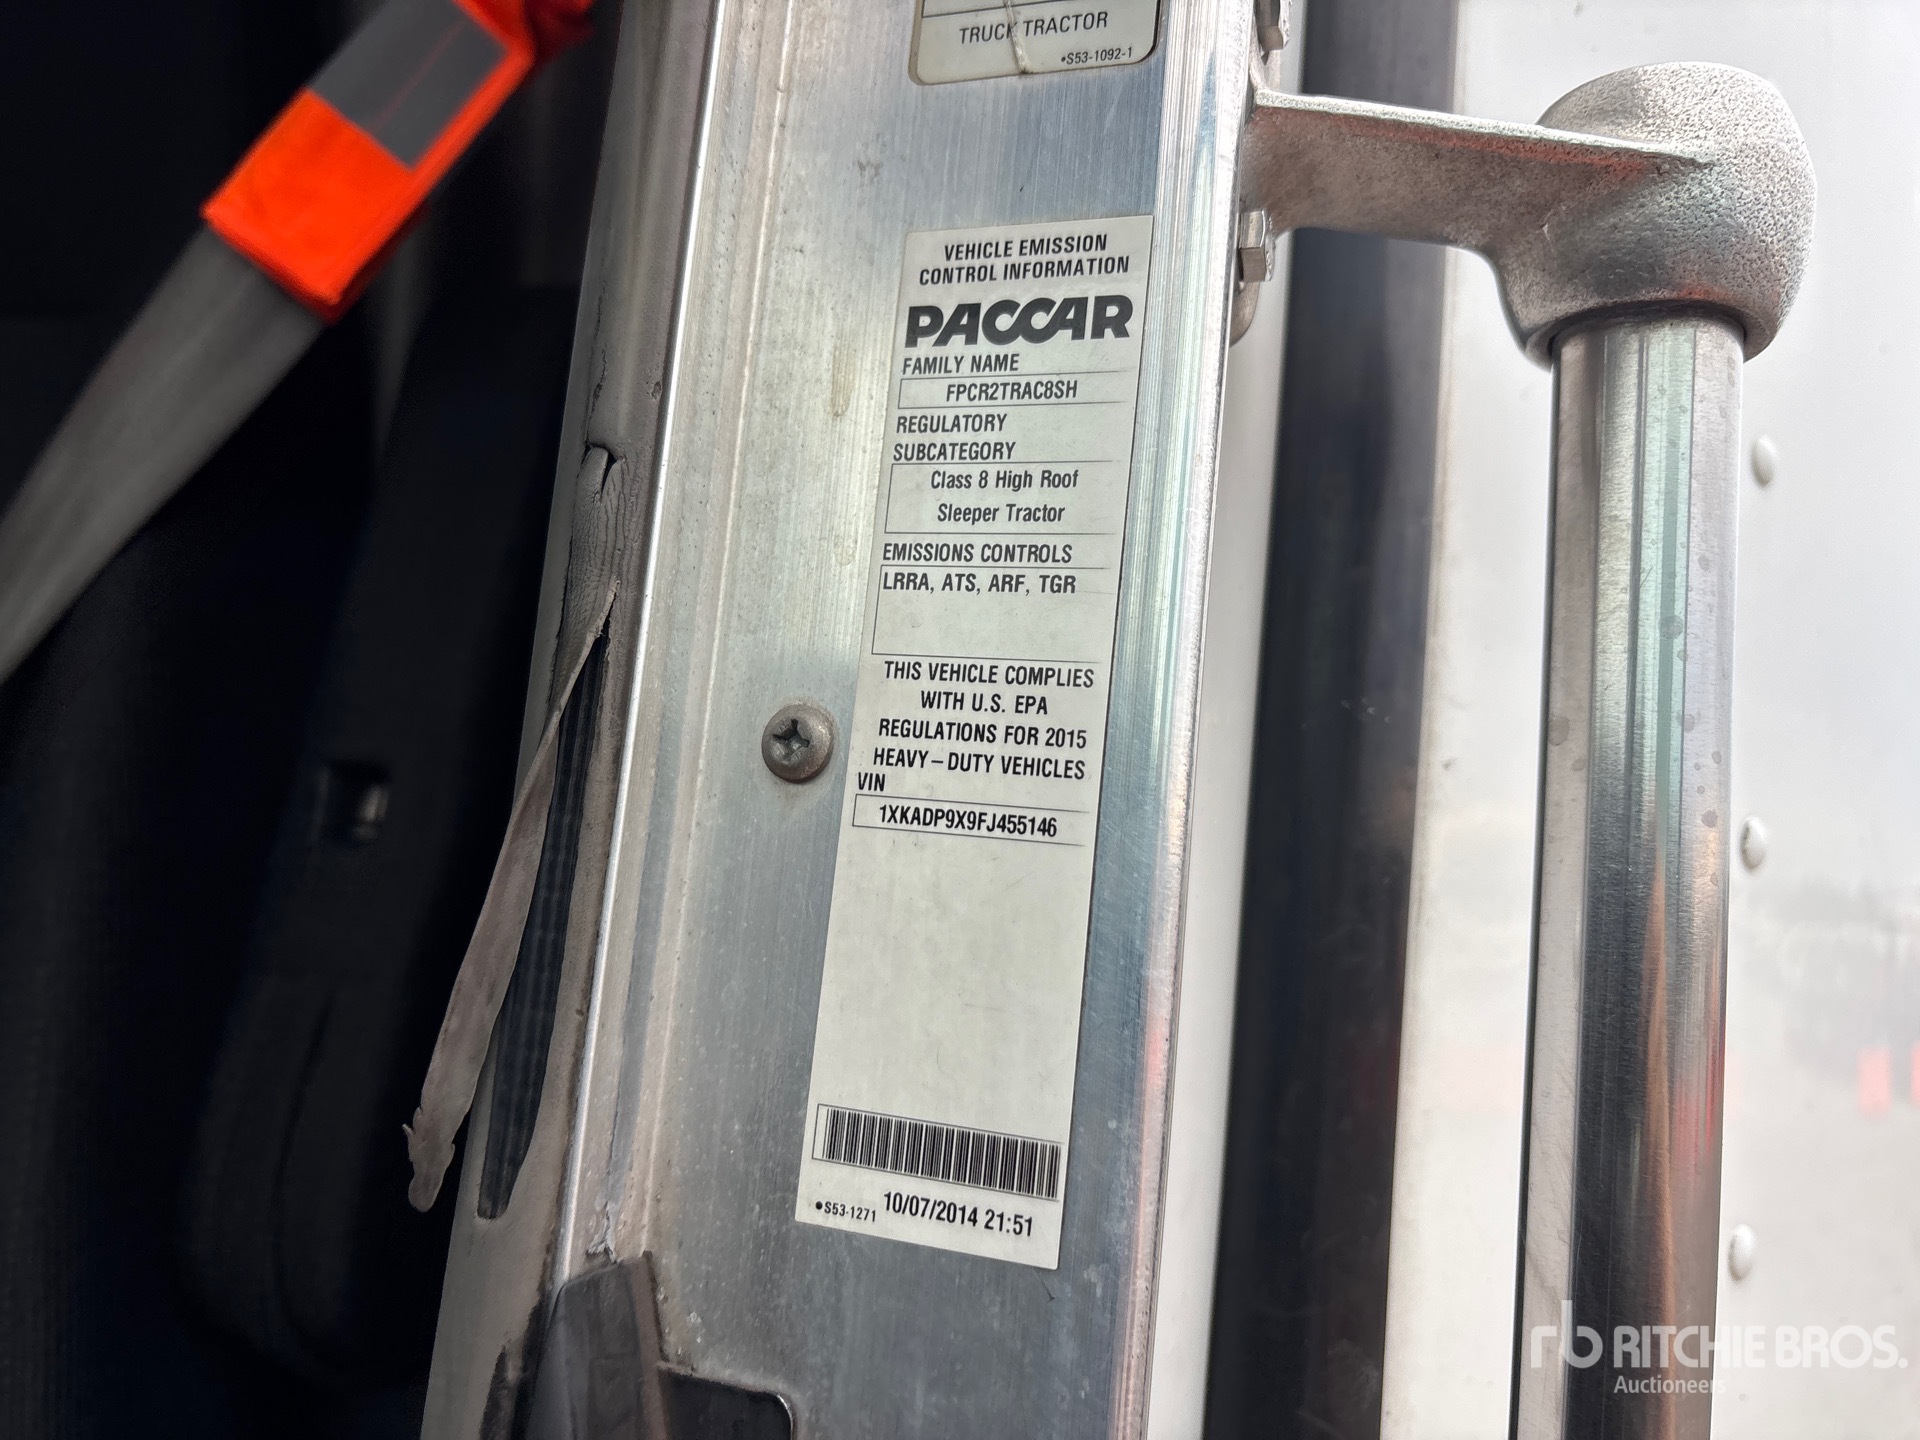 TRUCK TRACTOR
•S53-1092-1
VEHICLE EMISSION
CONTROL INFORMATION
PACCAR
FAMILY NAME
FPCR2TRAC8SH
REGULATORY
SUBCATEGORY
Class 8 High Roof
Sleeper Tractor
EMISSIONS CONTROLS
LRRA, ATS, ARF, TGR
THIS VEHICLE COMPLIES
WITH U.S. EPA
REGULATIONS FOR 2015
HEAVY – DUTY VEHICLES
VIN
1XKADP9X9FJ455146
•S53-1271 10/07/2014 21:51
rb RITCHIE BROS.
Auctioneers